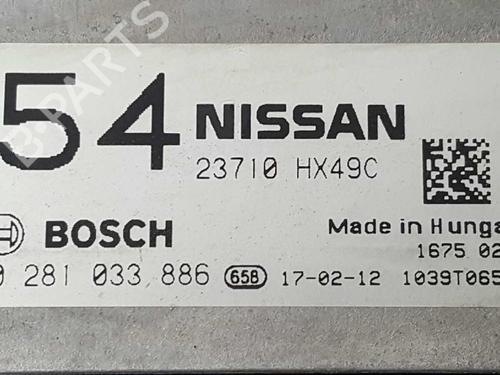 54 NISSAN
23710 HX49C
BOSCH Made in Hunga
1675 02
0 281 033 886 658 17-02-12 1039T065
B-PARTS